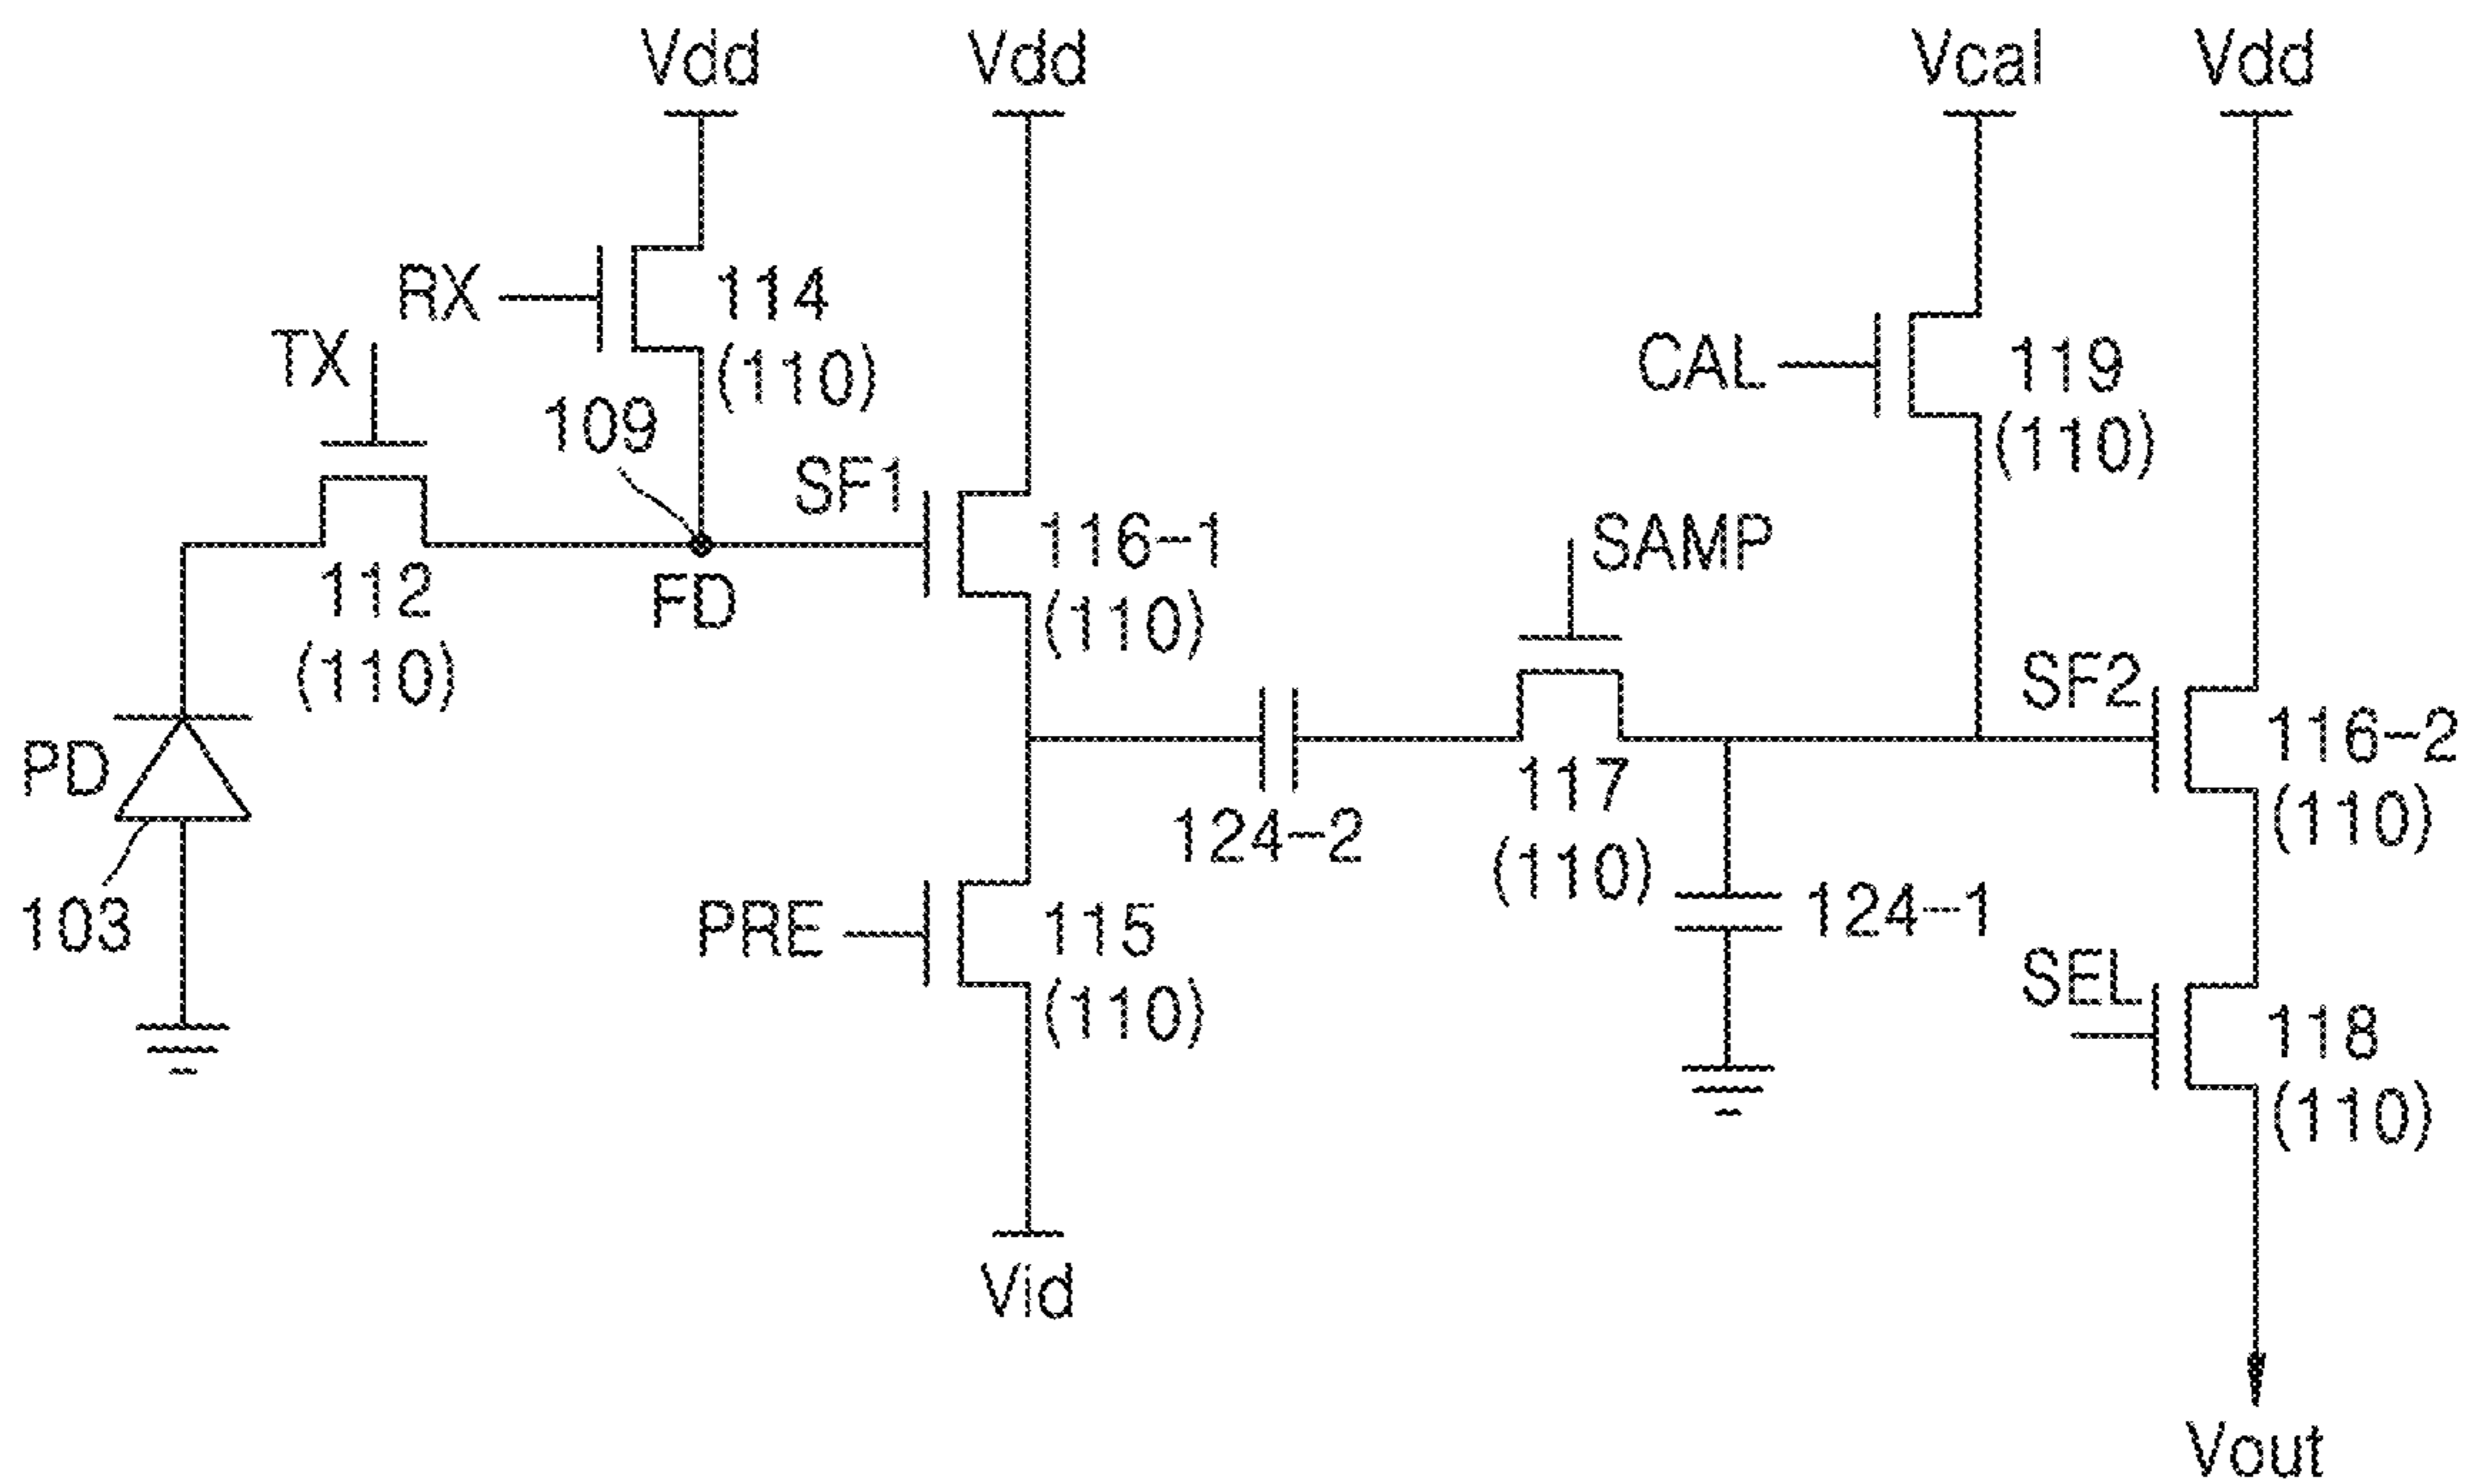 Vdd
Vdd
Vcal
Vdd
RX
114
(110)
TX
109
CAL
119
(110)
SF1
116-1
(110)
SAMP
112
(110)
FD
SF2
116-2
(110)
PD
103
124-2
117
(110)
124-1
PRE
115
(110)
SEL
118
(110)
Vid
Vout